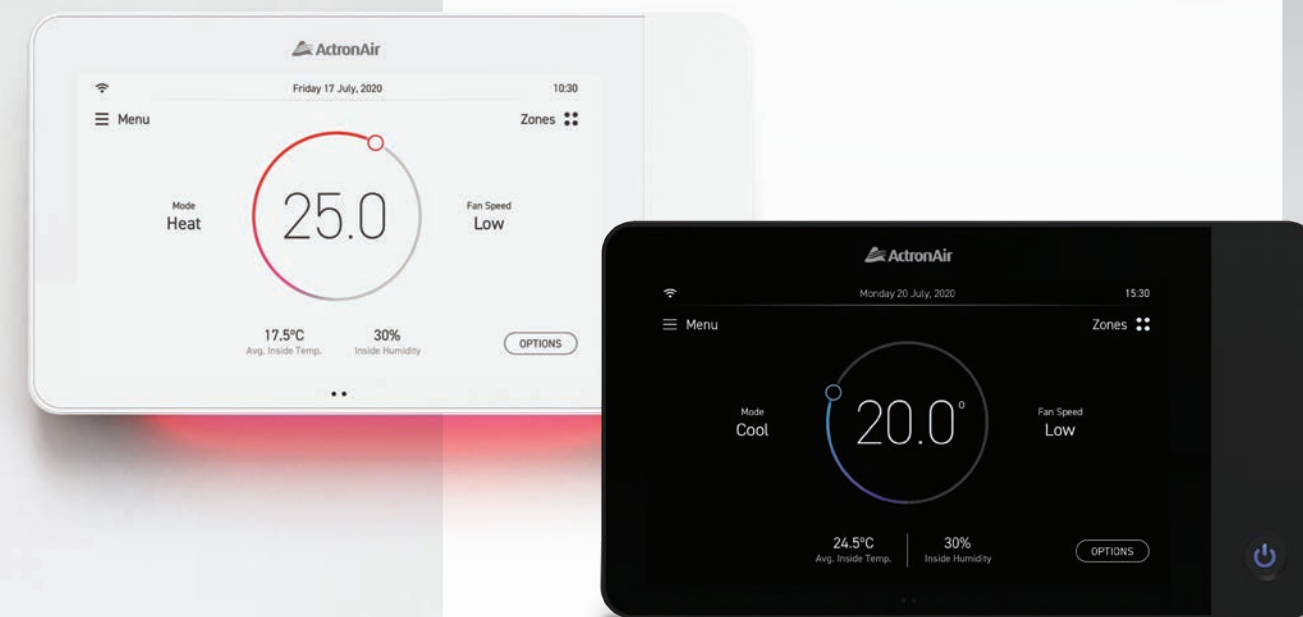 ActronAir
Friday 17 July, 2020 10:30
Menu Zones
Mode Fan Speed
Heat 25.0 Low
17.5°C 30%
Avg. Inside Temp. Inside Humidity
OPTIONS
ActronAir
Monday 20 July, 2020 15:30
Menu Zones
Mode Fan Speed
Cool 20.0° Low
24.5°C 30%
Avg. Inside Temp. Inside Humidity
OPTIONS